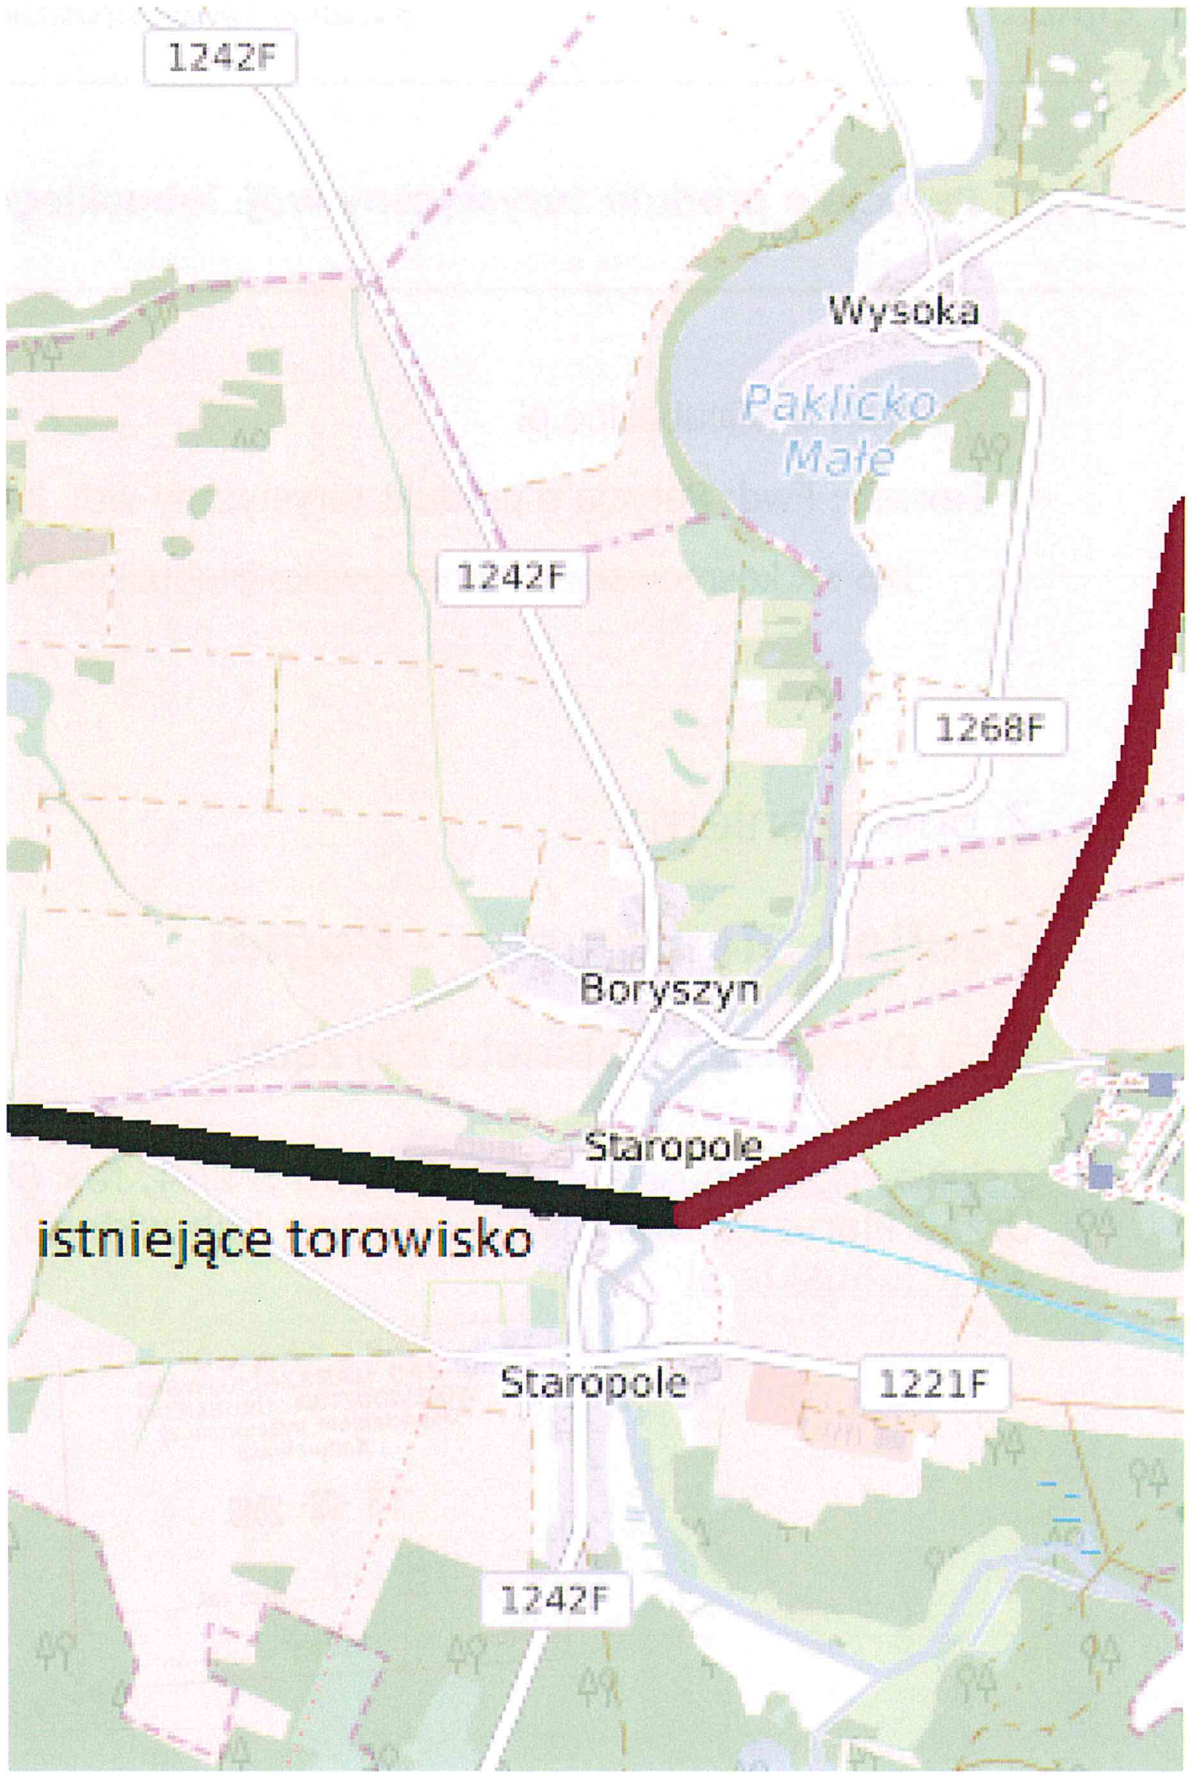 1242F
Wysoka
Paklicko
Małe
1242F
1268F
Boryszyn
Staropole
istniejące torowisko
Staropole
1221F
1242F